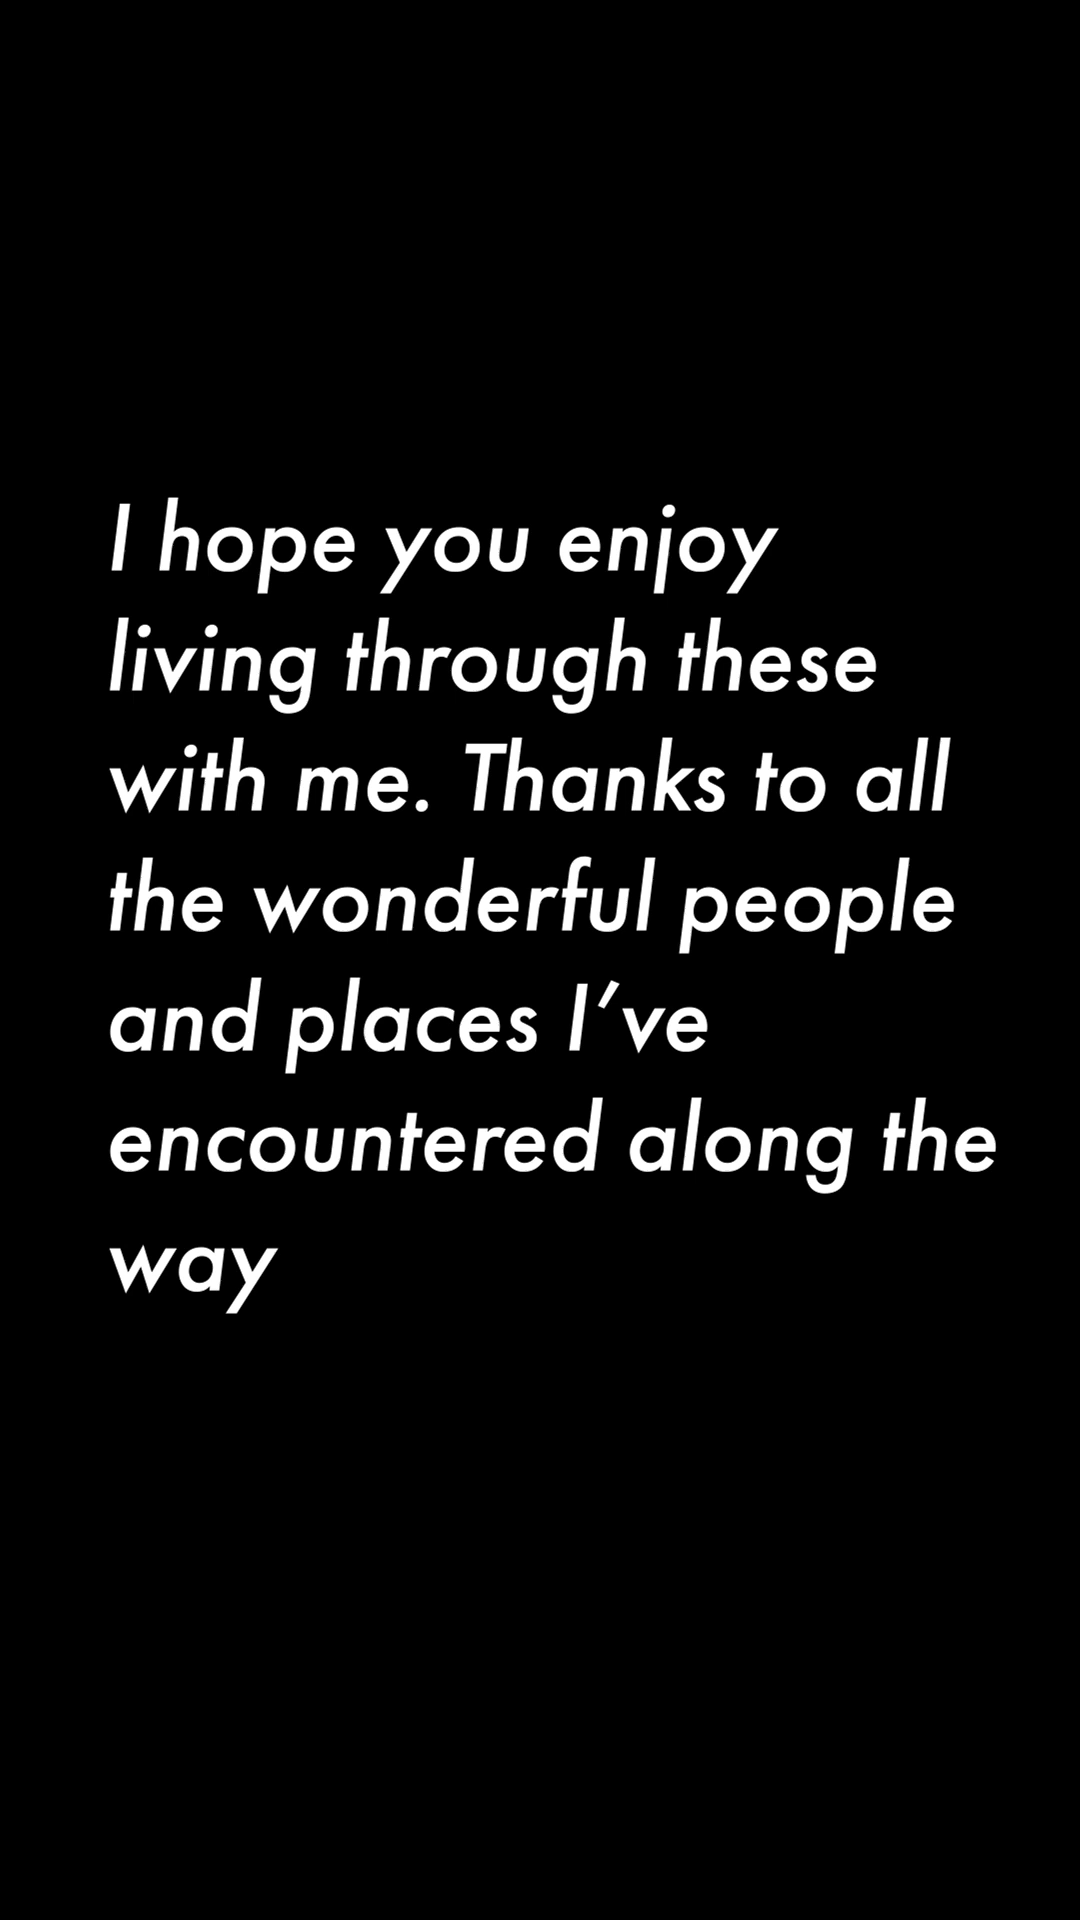 I hope you enjoy
living through these
with me. Thanks to all
the wonderful people
and places I’ve
encountered along the
way